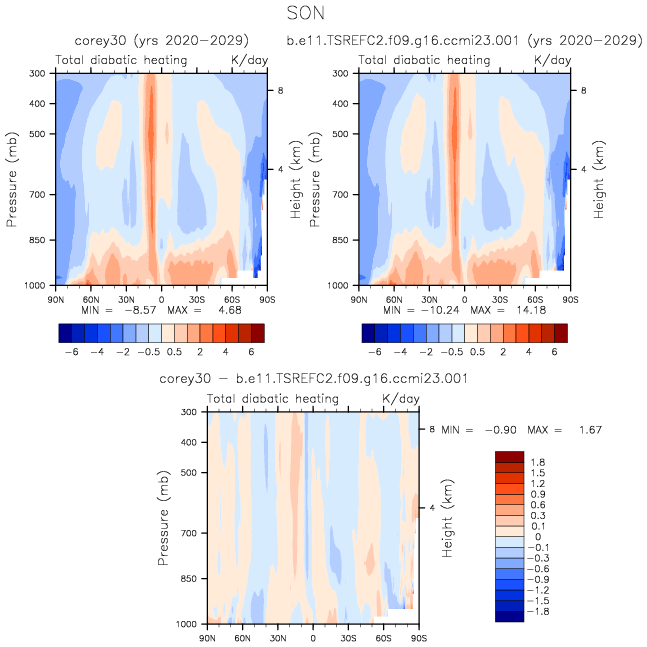 SON
corey30 (yrs 2020-2029)
b.e11.TSREFC2.f09.g16.ccmi23.001 (yrs 2020-2029)
Total diabatic heating K/day
Total diabatic heating K/day
300
400
500
700
850
1000
Pressure (mb)
8
4
Height (km)
90N 60N 30N 0 30S 60S 90S
MIN = -8.57 MAX = 4.68
-6 -4 -2 -0.5 0.5 2 4 6
300
400
500
700
850
1000
Pressure (mb)
8
4
Height (km)
90N 60N 30N 0 30S 60S 90S
MIN = -10.24 MAX = 14.18
-6 -4 -2 -0.5 0.5 2 4 6
corey30 - b.e11.TSREFC2.f09.g16.ccmi23.001
Total diabatic heating K/day
300
400
500
700
850
1000
Pressure (mb)
8
4
Height (km)
90N 60N 30N 0 30S 60S 90S
MIN = -0.90 MAX = 1.67
1.8
1.5
1.2
0.9
0.6
0.3
0.1
0
-0.1
-0.3
-0.6
-0.9
-1.2
-1.5
-1.8